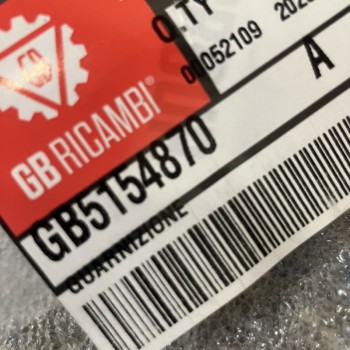 Q.TY
00052109
A
GB RICAMBI®
GB5154870
GUARNIZIONE